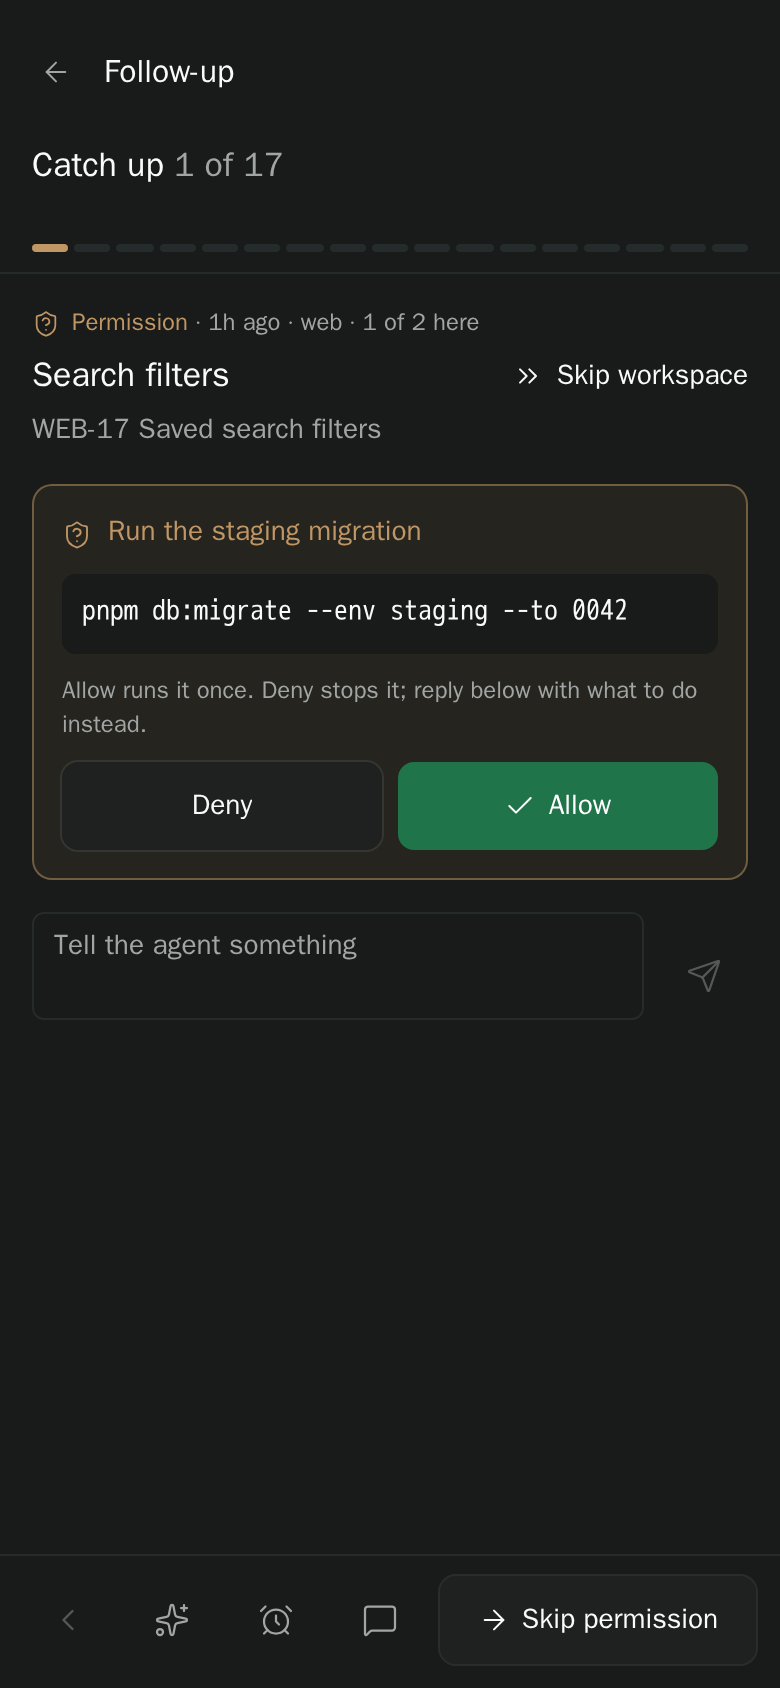 Follow-up
Catch up 1 of 17
Permission · 1h ago · web · 1 of 2 here
Search filters
Skip workspace
WEB-17 Saved search filters
Run the staging migration
pnpm db:migrate --env staging --to 0042
Allow runs it once. Deny stops it; reply below with what to do
instead.
Deny
Allow
Tell the agent something
Skip permission